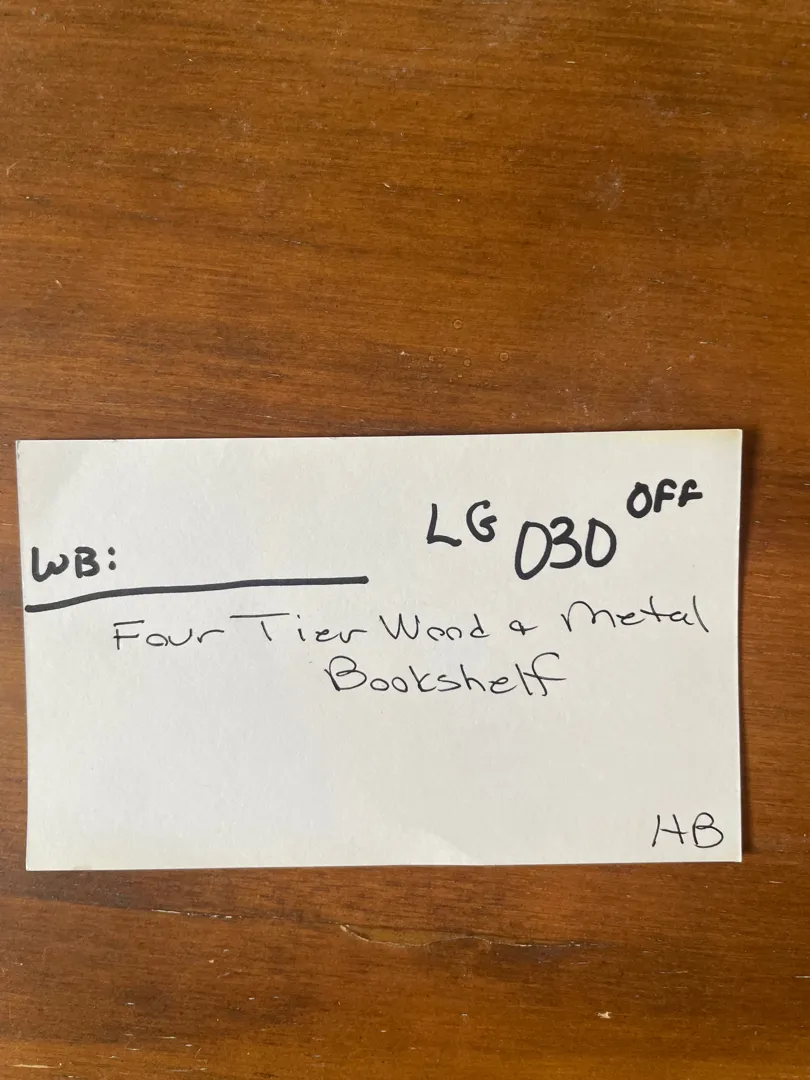 LG 030 OFF
WB:
Four Tier Wood & Metal
Bookshelf
HB